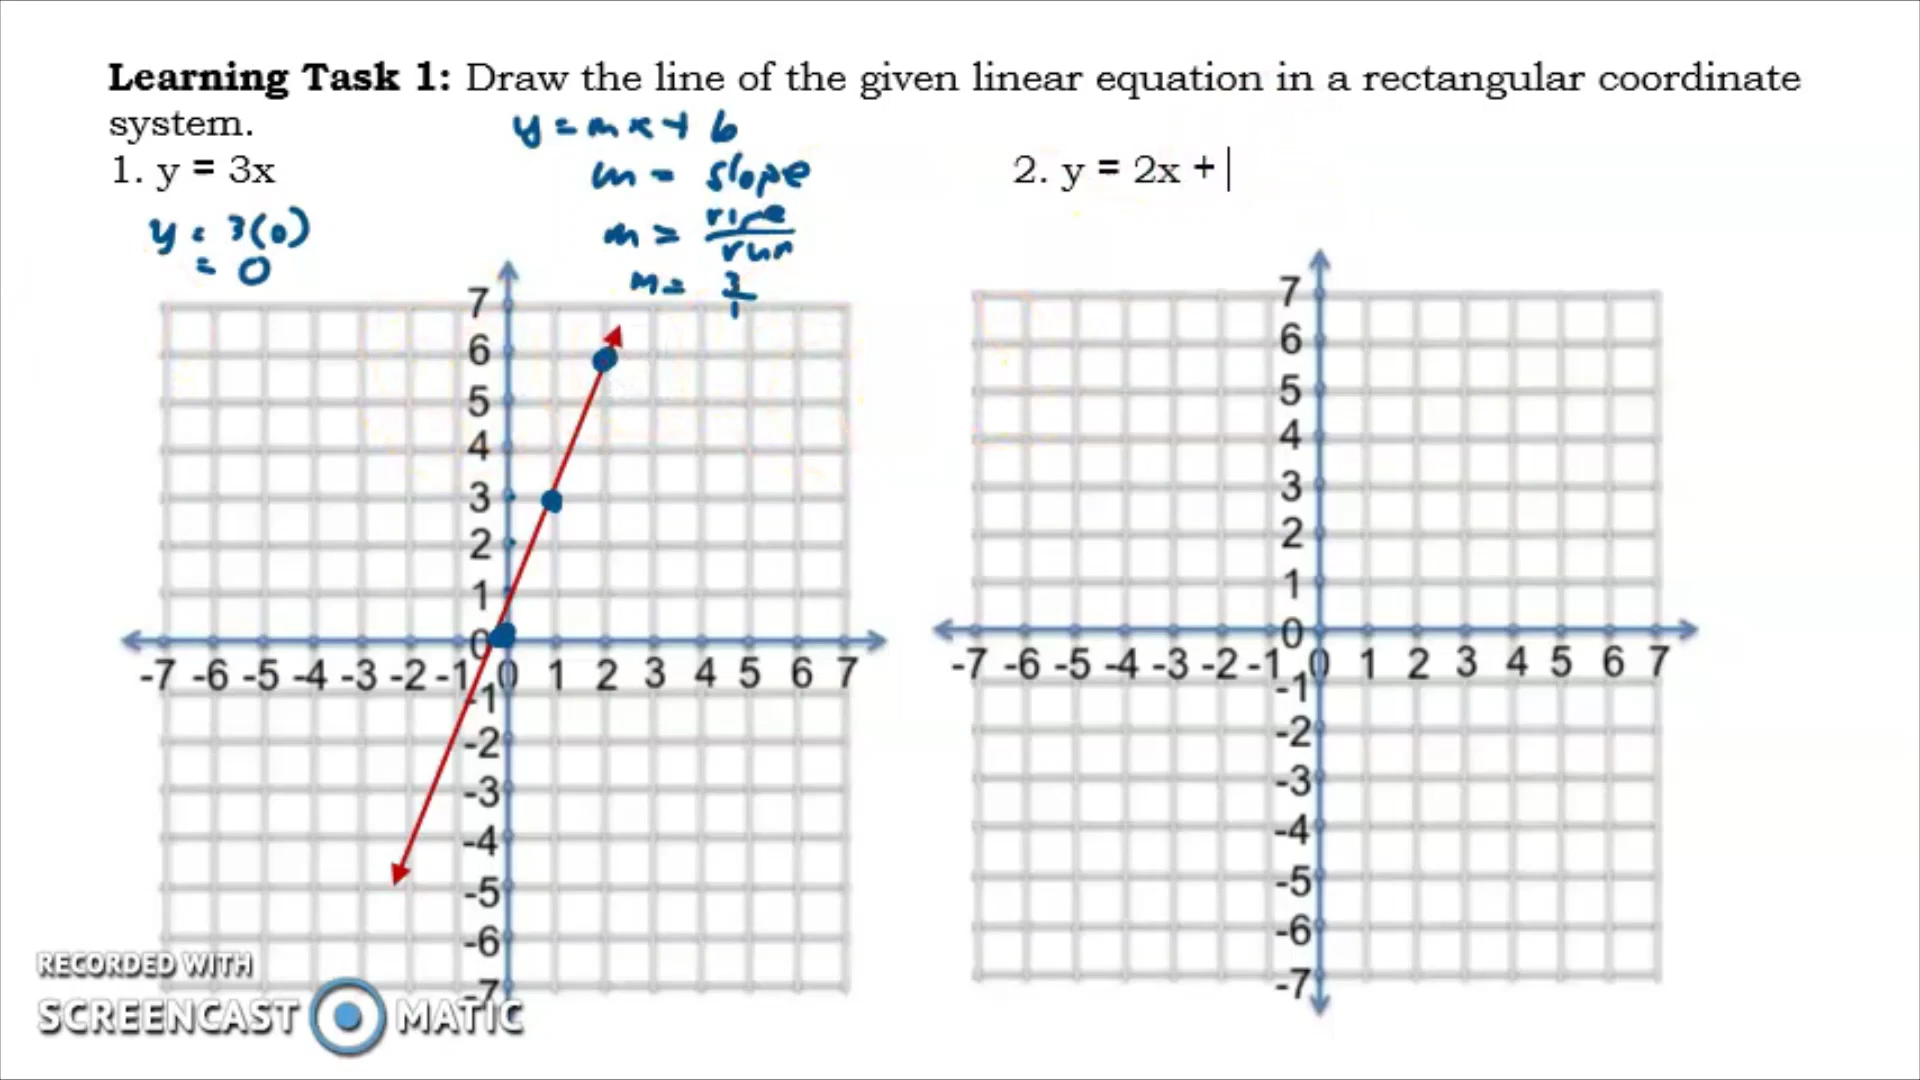 Learning Task 1: Draw the line of the given linear equation in a rectangular coordinate
system.
y = mx + b
1. y = 3x
m = slope
2. y = 2x +
y = 3(0)
= 0
m = rise
run
m = 3
1
7
6
5
4
3
2
1
0
-7 -6 -5 -4 -3 -2 -1 0 1 2 3 4 5 6 7
-1
-2
-3
-4
-5
-6
-7
7
6
5
4
3
2
1
0
-7 -6 -5 -4 -3 -2 -1 0 1 2 3 4 5 6 7
-1
-2
-3
-4
-5
-6
-7
RECORDED WITH
SCREENCAST MATIC